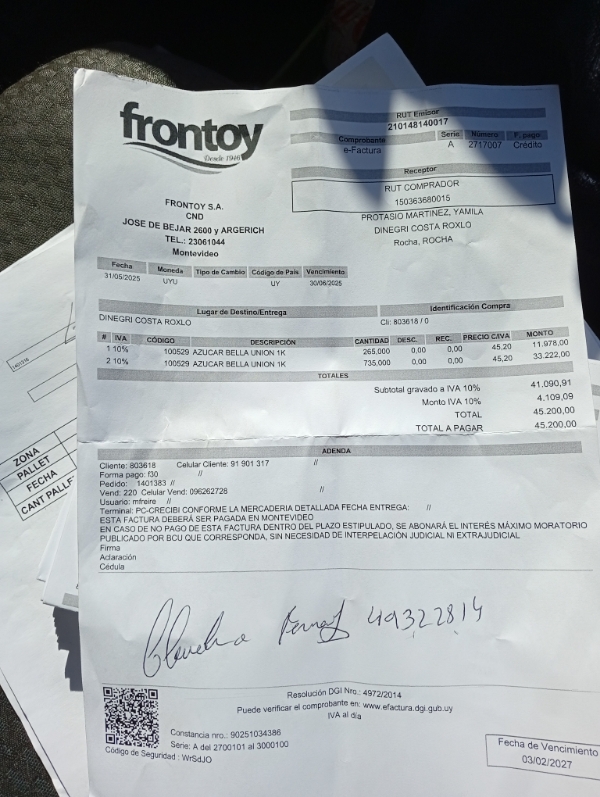 frontoy
Desde 1946
RUT Emisor
210148140017
Comprobante Serie Número F. pago
e-Factura A 2717007 Crédito
Receptor
RUT COMPRADOR
150363680015
PROTASIO MARTINEZ, YAMILA
DINEGRI COSTA ROXLO
Rocha, ROCHA
FRONTOY S.A.
CND
JOSE DE BEJAR 2600 y ARGERICH
TEL.: 23061044
Montevideo
Fecha Moneda Tipo de Cambio Código de País Vencimiento
31/05/2025 UYU UY 30/06/2025
Lugar de Destino/Entrega Identificación Compra
DINEGRI COSTA ROXLO Cli: 803618 / 0
# IVA CÓDIGO DESCRIPCIÓN CANTIDAD DESC. REC. PRECIO C/IVA MONTO
1 10% 100529 AZUCAR BELLA UNION 1K 265,000 0,00 0,00 45,20 11.978,00
2 10% 100529 AZUCAR BELLA UNION 1K 735,000 0,00 0,00 45,20 33.222,00
TOTALES
Subtotal gravado a IVA 10% 41.090,91
Monto IVA 10% 4.109,09
TOTAL 45.200,00
TOTAL A PAGAR 45.200,00
ADENDA
Cliente: 803618 Celular Cliente: 91 901 317 //
Forma pago: f30 //
Pedido: 1401383 //
Vend: 220 Celular Vend: 096262728 //
Usuario: mfreire //
Terminal: PC-CRECIBI CONFORME LA MERCADERIA DETALLADA FECHA ENTREGA: //
ESTA FACTURA DEBERÁ SER PAGADA EN MONTEVIDEO
EN CASO DE NO PAGO DE ESTA FACTURA DENTRO DEL PLAZO ESTIPULADO, SE ABONARÁ EL INTERÉS MÁXIMO MORATORIO
PUBLICADO POR BCU QUE CORRESPONDA, SIN NECESIDAD DE INTERPELACIÓN JUDICIAL NI EXTRAJUDICIAL
Firma
Aclaración
Cédula
49322814
Resolución DGI Nro.: 4972/2014
Puede verificar el comprobante en: www.efactura.dgi.gub.uy
IVA al día
Constancia nro.: 90251034386
Serie: A del 2700101 al 3000100
Código de Seguridad : WrSdJO
Fecha de Vencimiento
03/02/2027
ZONA
PALLET
FECHA
CANT PALLE